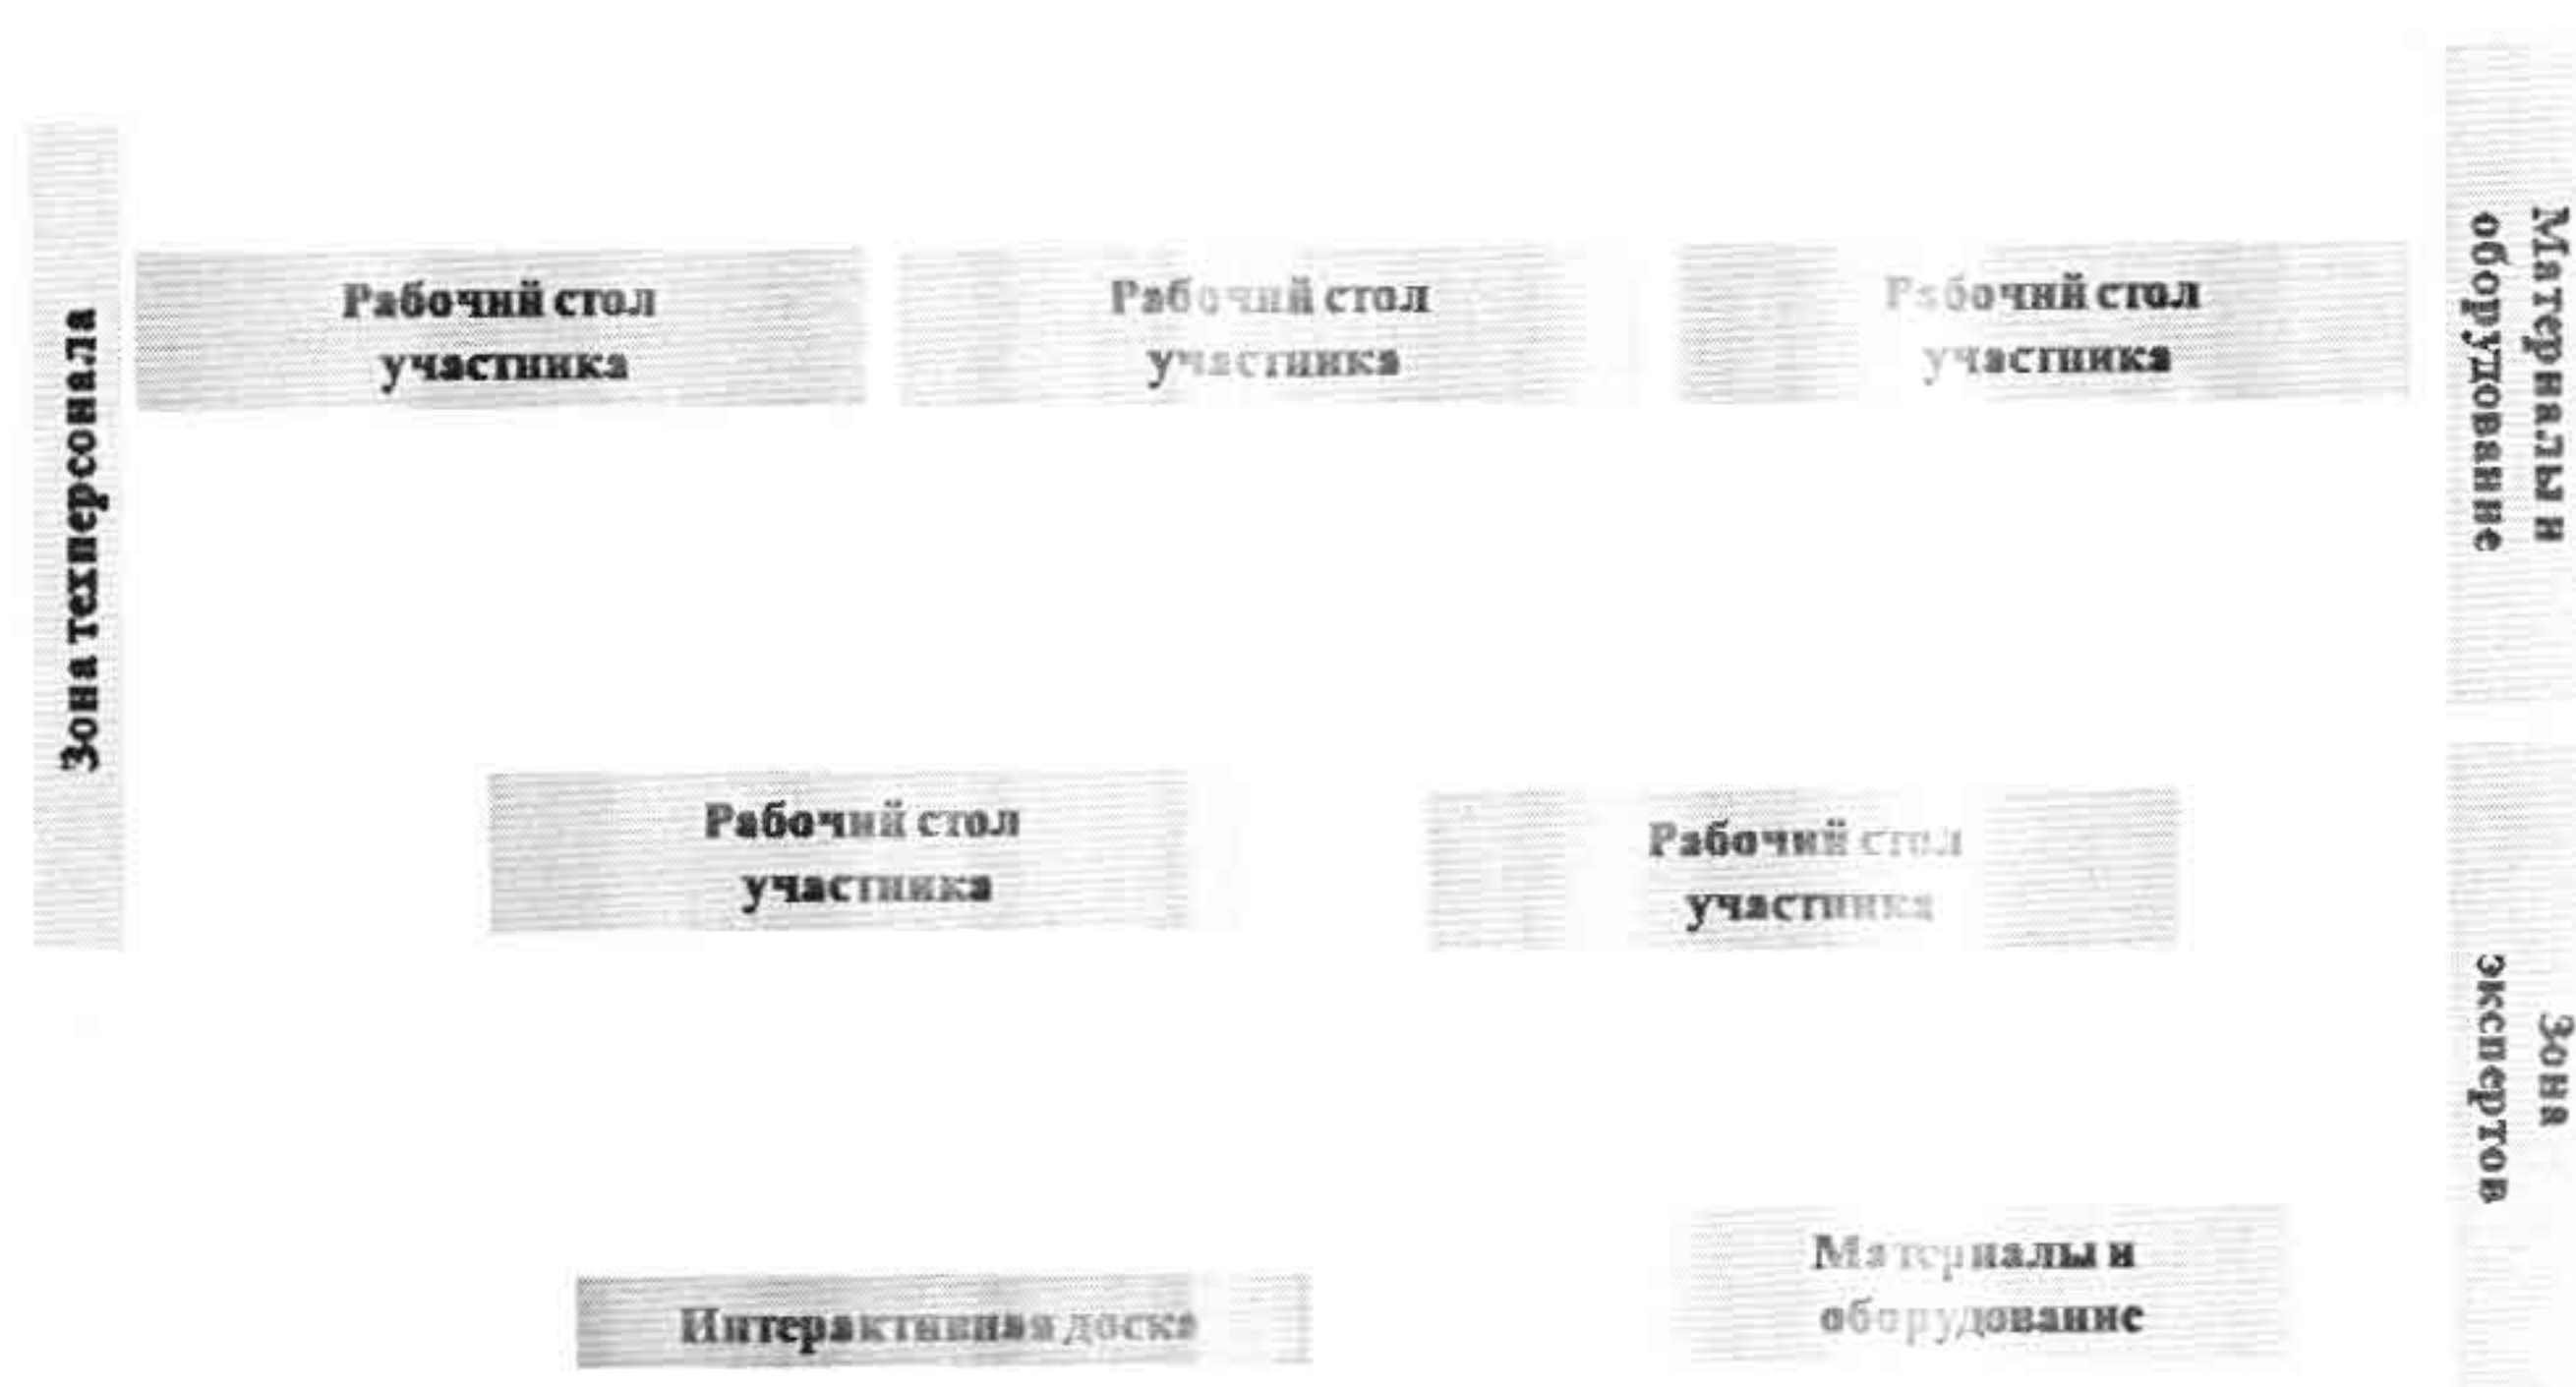 Зона техперсонала
Рабочий стол
участника
Рабочий стол
участника
Рабочий стол
участника
Материалы и
оборудование
Рабочий стол
участника
Рабочий стол
участника
Зона
экспертов
Интерактивная доска
Материалы и
оборудование